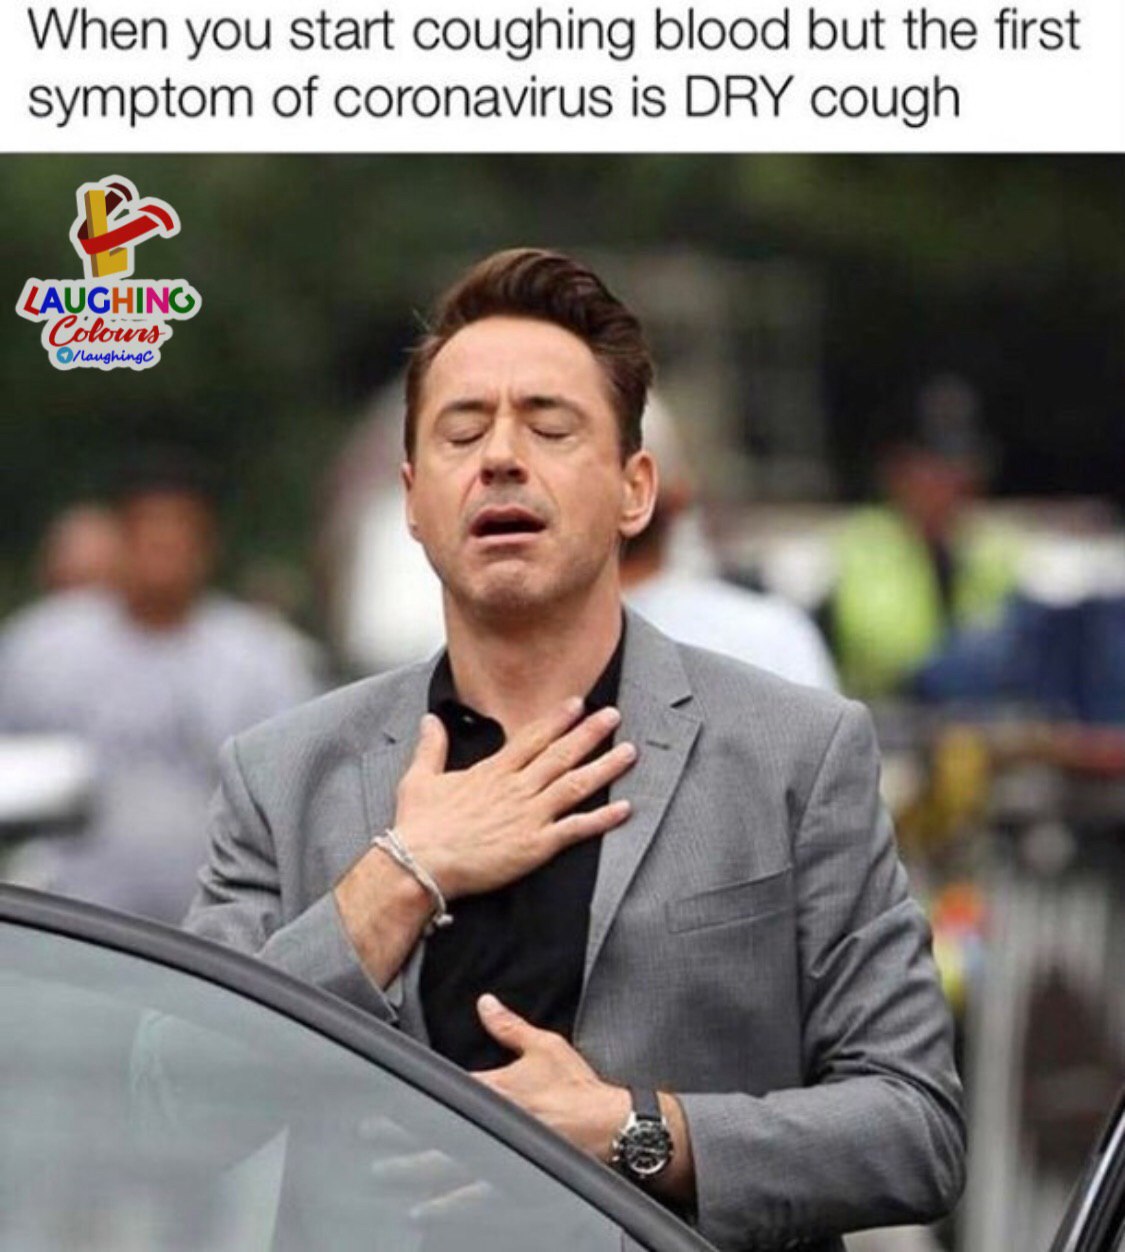 When you start coughing blood but the first
symptom of coronavirus is DRY cough
LAUGHING
Colours
/laughingC